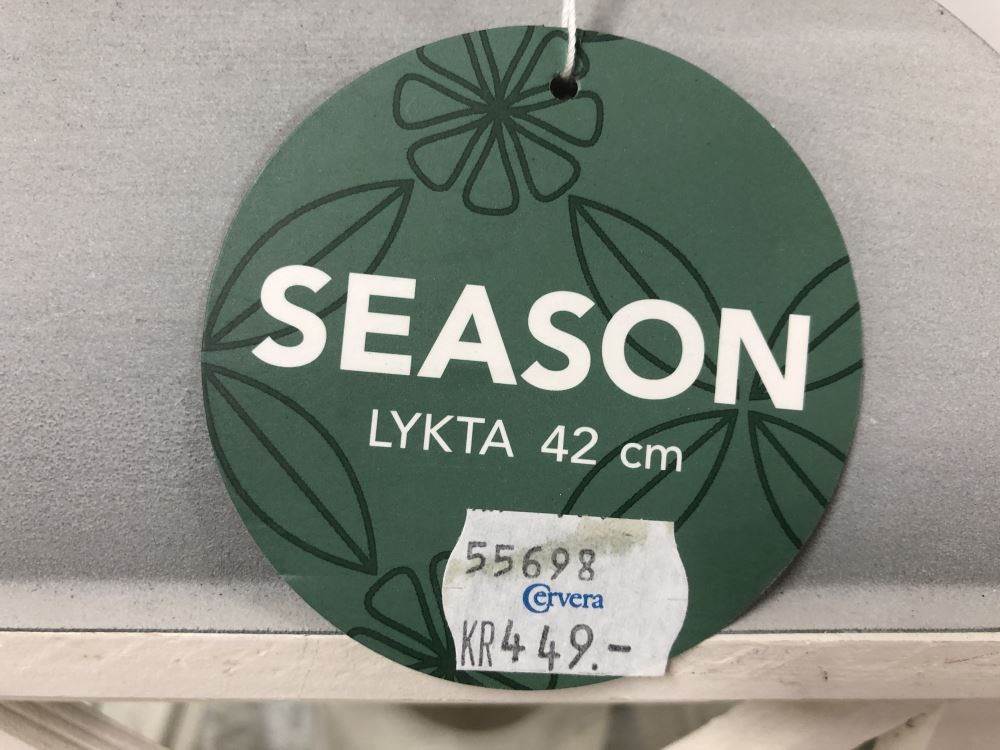 SEASON
LYKTA 42 cm
55698
Cervera
KR449.-